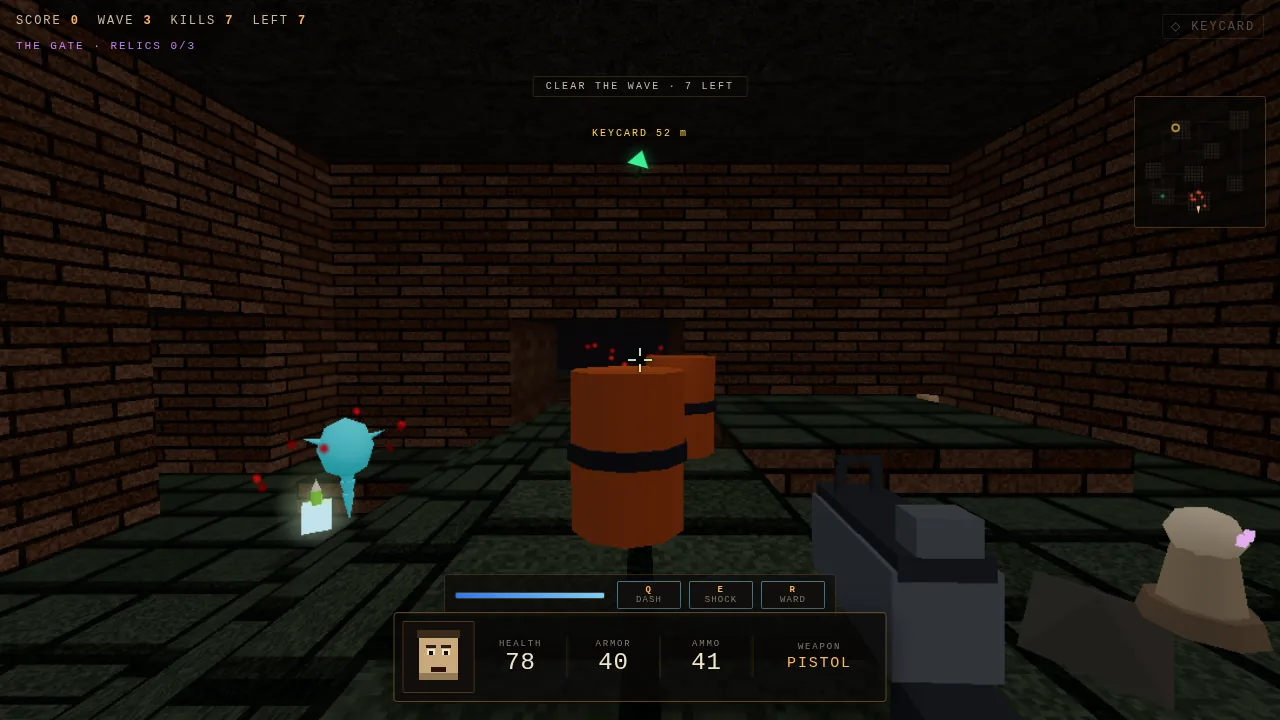 SCORE 0 WAVE 3 KILLS 7 LEFT 7
THE GATE · RELICS 0/3
◇ KEYCARD
CLEAR THE WAVE · 7 LEFT
KEYCARD 52 m
Q DASH
E SHOCK
R WARD
HEALTH 78
ARMOR 40
AMMO 41
WEAPON PISTOL